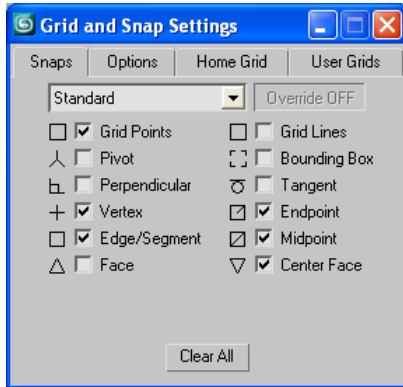 Grid and Snap Settings
Snaps Options Home Grid User Grids
Standard Override OFF
Grid Points Grid Lines
Pivot Bounding Box
Perpendicular Tangent
Vertex Endpoint
Edge/Segment Midpoint
Face Center Face
Clear All